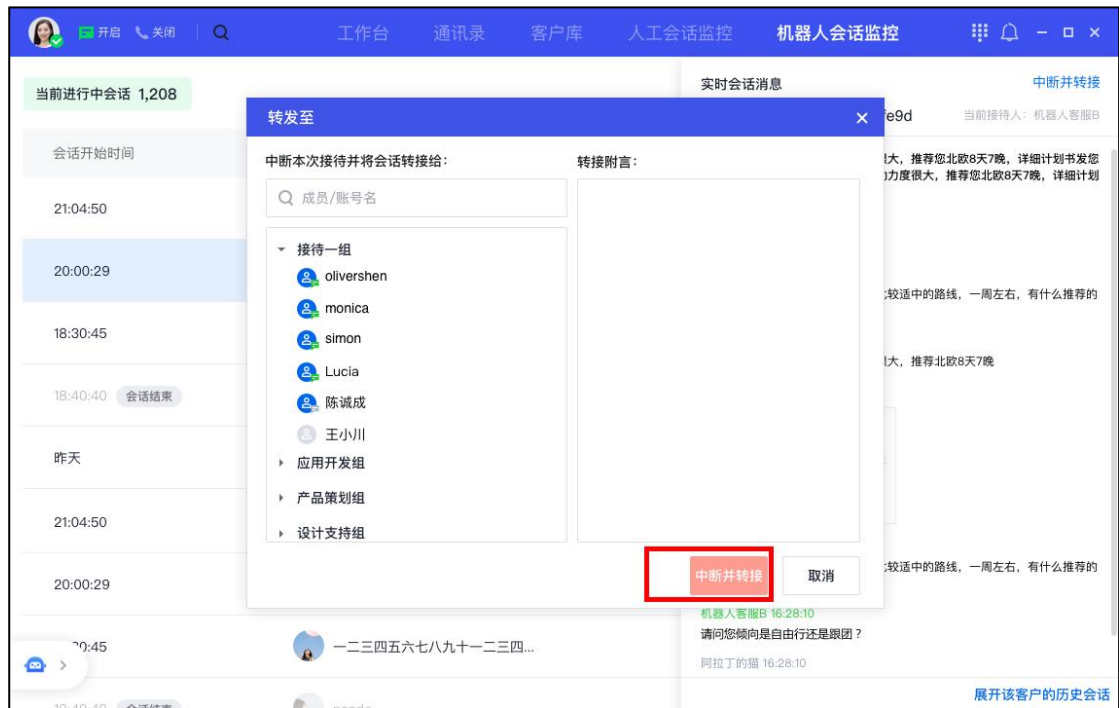 开启 关闭 工作台 通讯录 客户库 人工会话监控 机器人会话监控
当前进行中会话 1,208
实时会话消息 中断并转接
fe9d 当前接待人：机器人客服B
会话开始时间
21:04:50
20:00:29
18:30:45
18:40:40 会话结束
昨天
21:04:50
20:00:29
0:45 一二三四五六七八九十一二三四...
转发至
中断本次接待并将会话转接给：
成员/账号名
接待一组
olivershen
monica
simon
Lucia
陈诚成
王小川
应用开发组
产品策划组
设计支持组
转接附言：
中断并转接 取消
大，推荐您北欧8天7晚，详细计划书发您
力度很大，推荐您北欧8天7晚，详细计划
较适中的路线，一周左右，有什么推荐的
大，推荐北欧8天7晚
较适中的路线，一周左右，有什么推荐的
机器人客服B 16:28:10
请问您倾向是自由行还是跟团？
阿拉丁的猫 16:28:10
展开该客户的历史会话